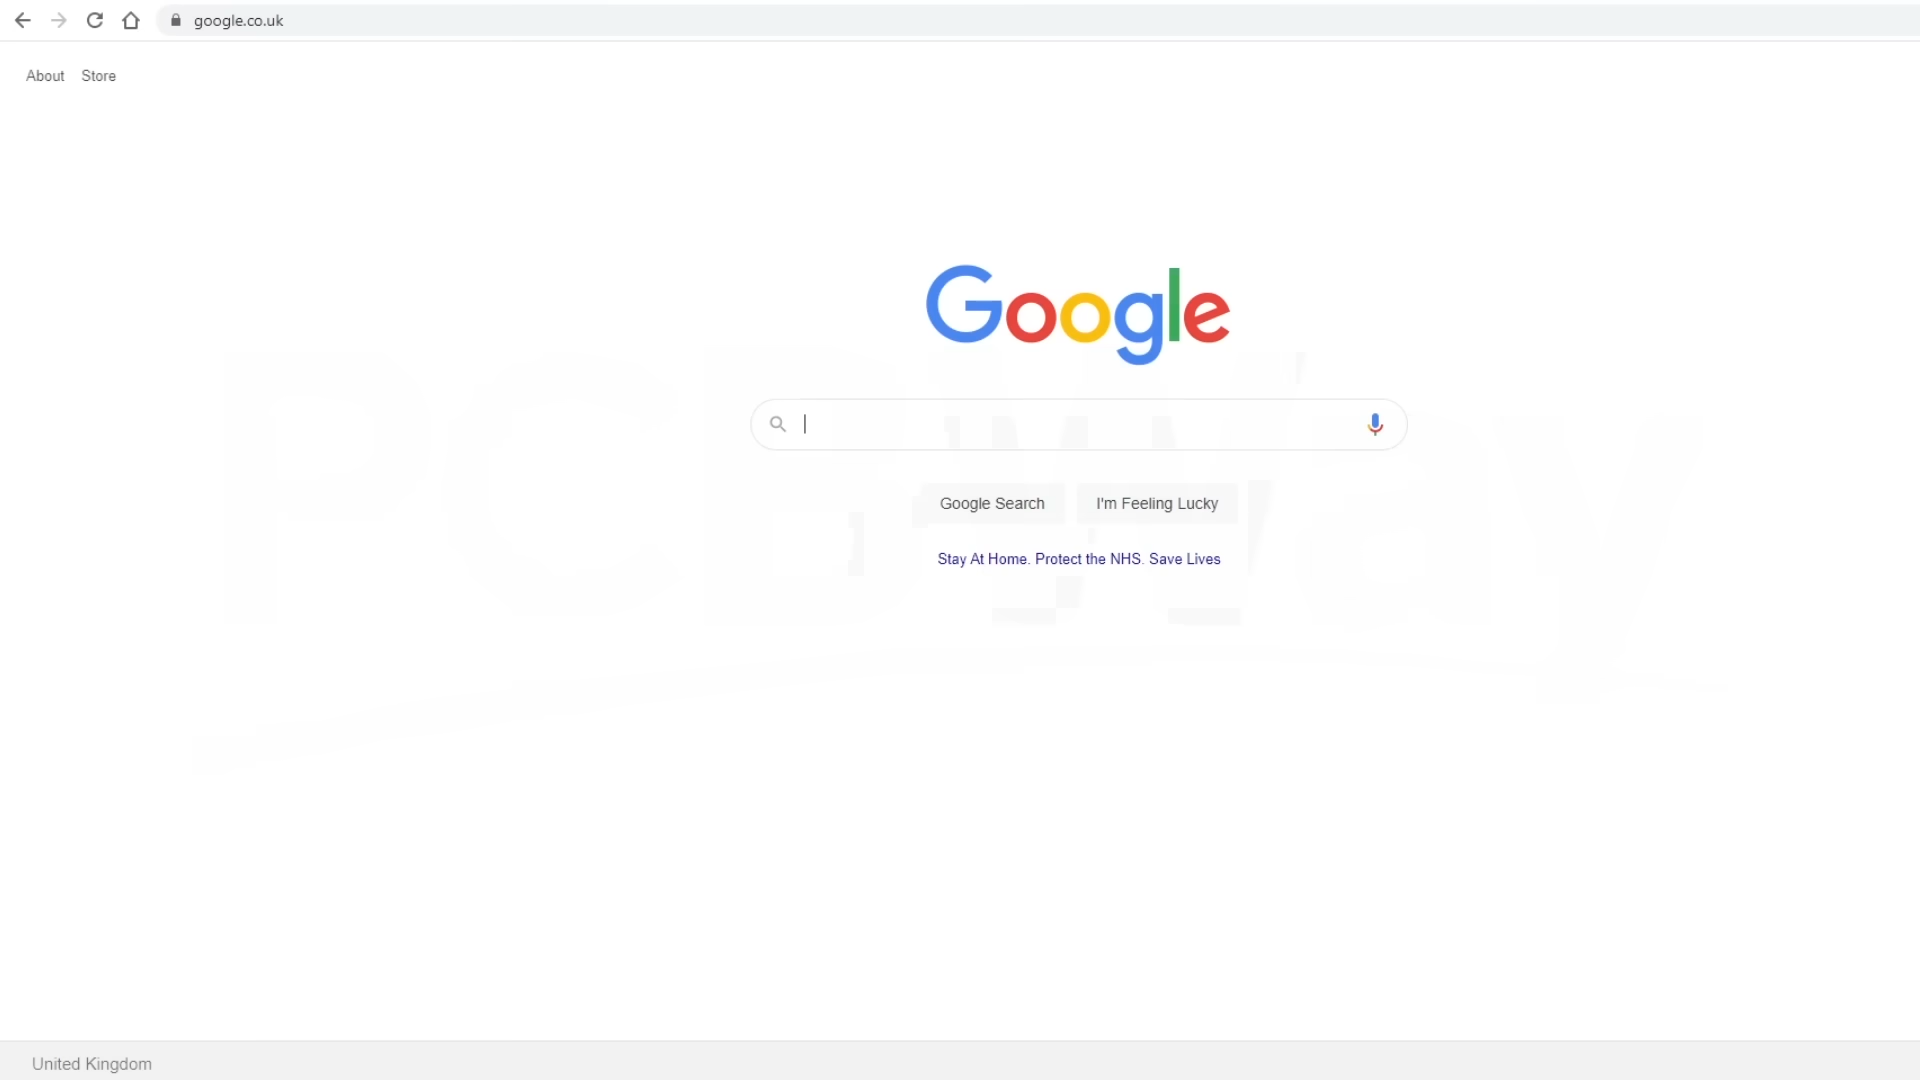 google.co.uk
About Store
Google
Google Search I'm Feeling Lucky
Stay At Home. Protect the NHS. Save Lives
PCBWay
United Kingdom